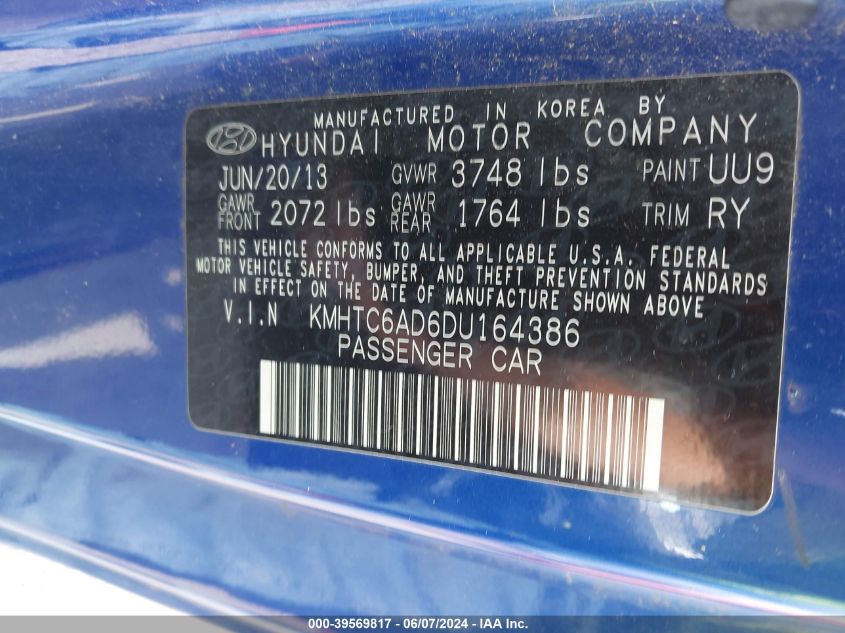 MANUFACTURED IN KOREA BY
HYUNDAI MOTOR COMPANY
JUN/20/13 GVWR 3748 lbs PAINT UU9
GAWR FRONT 2072 lbs GAWR REAR 1764 lbs TRIM RY
THIS VEHICLE CONFORMS TO ALL APPLICABLE U.S.A. FEDERAL
MOTOR VEHICLE SAFETY, BUMPER, AND THEFT PREVENTION STANDARDS
IN EFFECT ON THE DATE OF MANUFACTURE SHOWN ABOVE
V.I.N KMHTC6AD6DU164386
PASSENGER CAR
000-39569817 - 06/07/2024 - IAA Inc.